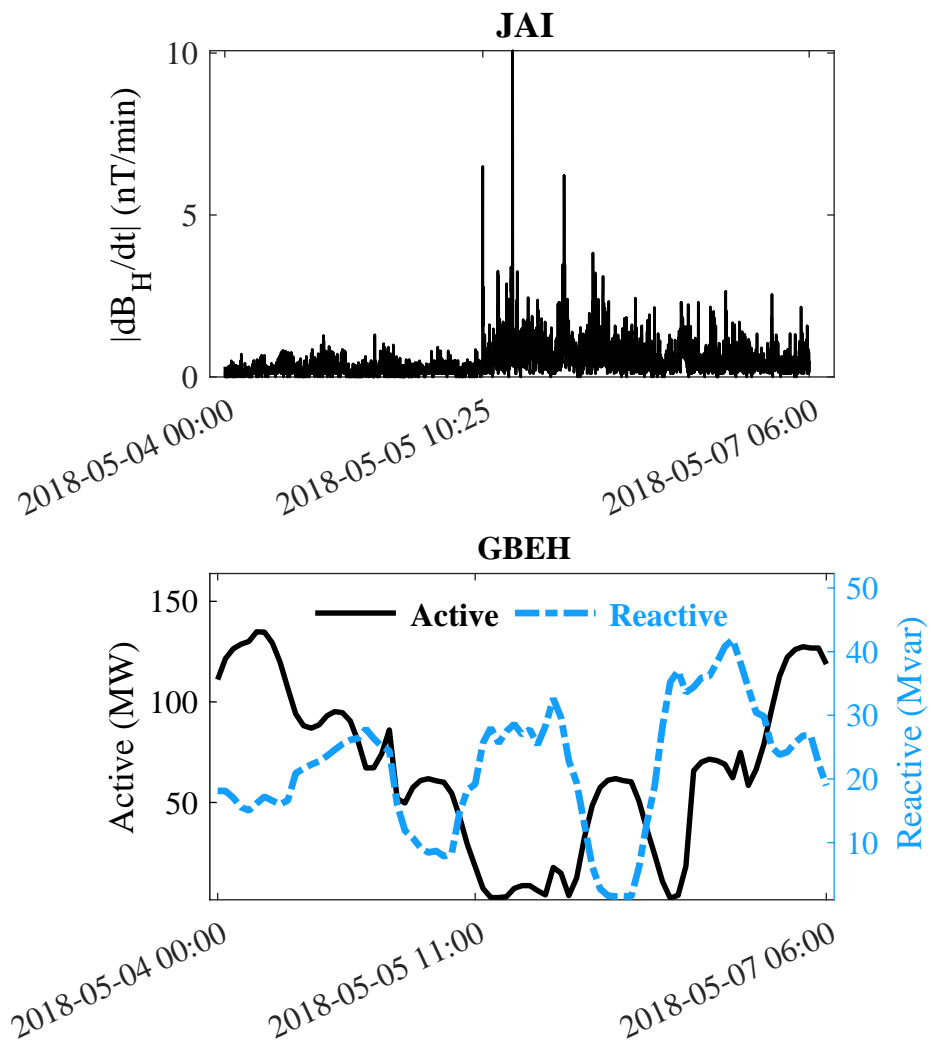 JAI
|dB_H/dt| (nT/min)
10
5
0
2018-05-04 00:00
2018-05-05 10:25
2018-05-07 06:00
GBEH
Active (MW)
150
100
50
Active
Reactive
50
40
30
20
10
Reactive (Mvar)
2018-05-04 00:00
2018-05-05 11:00
2018-05-07 06:00